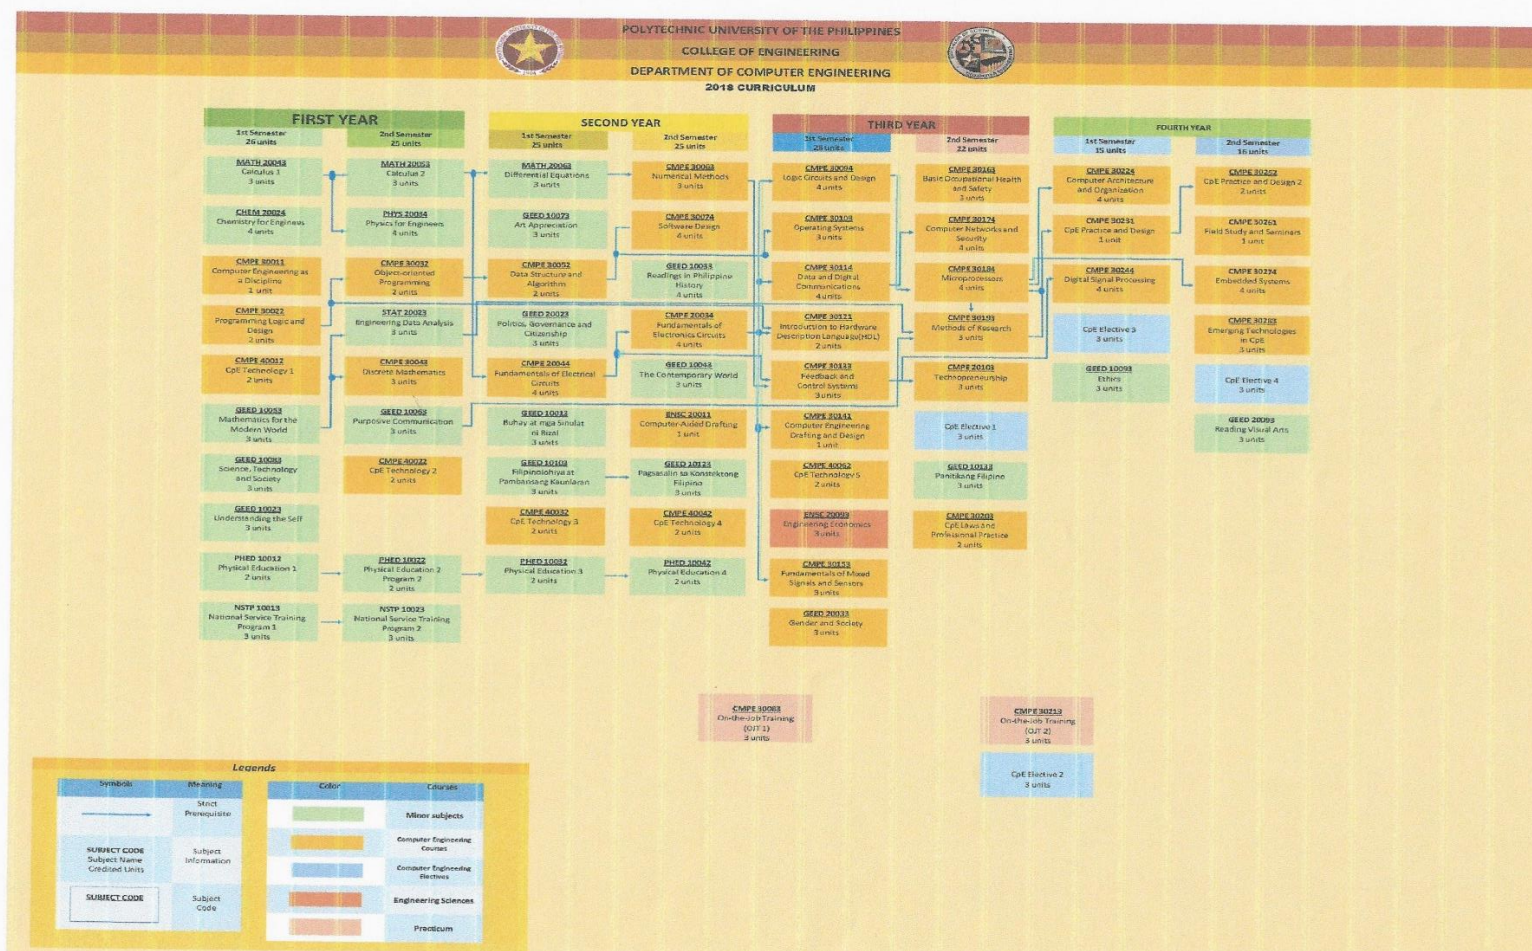 POLYTECHNIC UNIVERSITY OF THE PHILIPPINES
COLLEGE OF ENGINEERING
DEPARTMENT OF COMPUTER ENGINEERING
2018 CURRICULUM
FIRST YEAR
1st Semester
26 units
MATH 20043
Calculus 1
3 units
CHEM 20024
Chemistry for Engineers
4 units
CMPE 30011
Computer Engineering as
a Discipline
1 unit
CMPE 30022
Programming Logic and
Design
2 units
CMPE 40012
CpE Technology 1
2 units
GEED 10053
Mathematics for the
Modern World
3 units
GEED 10083
Science, Technology
and Society
3 units
GEED 10023
Understanding the Self
3 units
PHED 10012
Physical Education 1
2 units
NSTP 10013
National Service Training
Program 1
3 units
2nd Semester
25 units
MATH 20053
Calculus 2
3 units
PHYS 20034
Physics for Engineers
4 units
CMPE 30032
Object-oriented
Programming
2 units
STAT 20023
Engineering Data Analysis
3 units
CMPE 30043
Discrete Mathematics
3 units
GEED 10063
Purposive Communication
3 units
CMPE 40022
CpE Technology 2
2 units
PHED 10022
Physical Education 2
Program 2
2 units
NSTP 10023
National Service Training
Program 2
3 units
SECOND YEAR
1st Semester
25 units
MATH 20063
Differential Equations
3 units
GEED 10073
Art Appreciation
3 units
CMPE 30052
Data Structure and
Algorithm
2 units
GEED 20023
Politics, Governance and
Citizenship
3 units
CMPE 20044
Fundamentals of Electrical
Circuits
4 units
GEED 10013
Buhay at mga Sinulat
ni Rizal
3 units
GEED 10103
Filipinolohiya at
Pambansang Kaunlaran
3 units
CMPE 40032
CpE Technology 3
2 units
PHED 10032
Physical Education 3
2 units
2nd Semester
25 units
CMPE 30063
Numerical Methods
3 units
CMPE 30074
Software Design
4 units
GEED 10033
Readings in Philippine
History
4 units
CMPE 20034
Fundamentals of
Electronics Circuits
4 units
GEED 10043
The Contemporary World
3 units
ENSC 20011
Computer-Aided Drafting
1 unit
GEED 10123
Pagsasalin sa Kontekstong
Filipino
3 units
CMPE 40042
CpE Technology 4
2 units
PHED 10042
Physical Education 4
2 units
THIRD YEAR
1st Semester
28 units
CMPE 30094
Logic Circuits and Design
4 units
CMPE 30103
Operating Systems
3 units
CMPE 30114
Data and Digital
Communications
4 units
CMPE 30121
Introduction to Hardware
Description Language(HDL)
2 units
CMPE 30133
Feedback and
Control Systems
3 units
CMPE 30141
Computer Engineering
Drafting and Design
1 unit
CMPE 40062
CpE Technology 5
2 units
ENSC 20093
Engineering Economics
3 units
CMPE 30153
Fundamentals of Mixed
Signals and Sensors
3 units
GEED 20033
Gender and Society
3 units
2nd Semester
22 units
CMPE 30163
Basic Occupational Health
and Safety
3 units
CMPE 30174
Computer Networks and
Security
4 units
CMPE 30184
Microprocessors
4 units
CMPE 30193
Methods of Research
3 units
CMPE 20103
Technopreneurship
3 units
CpE Elective 1
3 units
GEED 10133
Panitikang Filipino
3 units
CMPE 30203
CpE Laws and
Professional Practice
2 units
FOURTH YEAR
1st Semester
15 units
CMPE 30224
Computer Architecture
and Organization
4 units
CMPE 30231
CpE Practice and Design
1 unit
CMPE 30244
Digital Signal Processing
4 units
CpE Elective 3
3 units
GEED 10093
Ethics
3 units
2nd Semester
16 units
CMPE 30252
CpE Practice and Design 2
2 units
CMPE 30261
Field Study and Seminars
1 unit
CMPE 30274
Embedded Systems
4 units
CMPE 30283
Emerging Technologies
in CpE
3 units
CpE Elective 4
3 units
GEED 20093
Reading Visual Arts
3 units
CMPE 30083
On-the-Job Training
(OJT 1)
3 units
CMPE 30213
On-the-Job Training
(OJT 2)
3 units
CpE Elective 2
3 units
Legends
Symbols Meaning
Strict
Prerequisite
SUBJECT CODE
Subject Name
Credited Units
Subject
Information
SUBJECT CODE
Subject
Code
Color Courses
Minor subjects
Computer Engineering
Courses
Computer Engineering
Electives
Engineering Sciences
Practicum